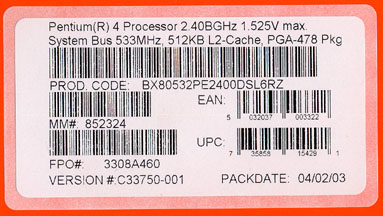 Pentium(R) 4 Processor 2.40BGHz 1.525V max.
System Bus 533MHz, 512KB L2-Cache, PGA-478 Pkg
PROD. CODE: BX80532PE2400DSL6RZ
EAN:
5 032037 003322
MM#: 852324
UPC:
7 35858 15429 1
FPO#: 3308A460
VERSION #:C33750-001 PACKDATE: 04/02/03